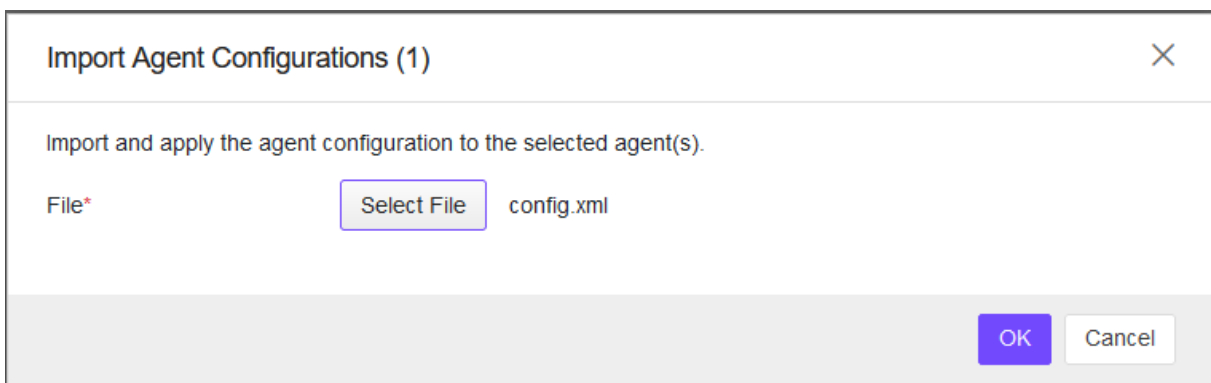 Import Agent Configurations (1)
Import and apply the agent configuration to the selected agent(s).
File* Select File config.xml
OK Cancel